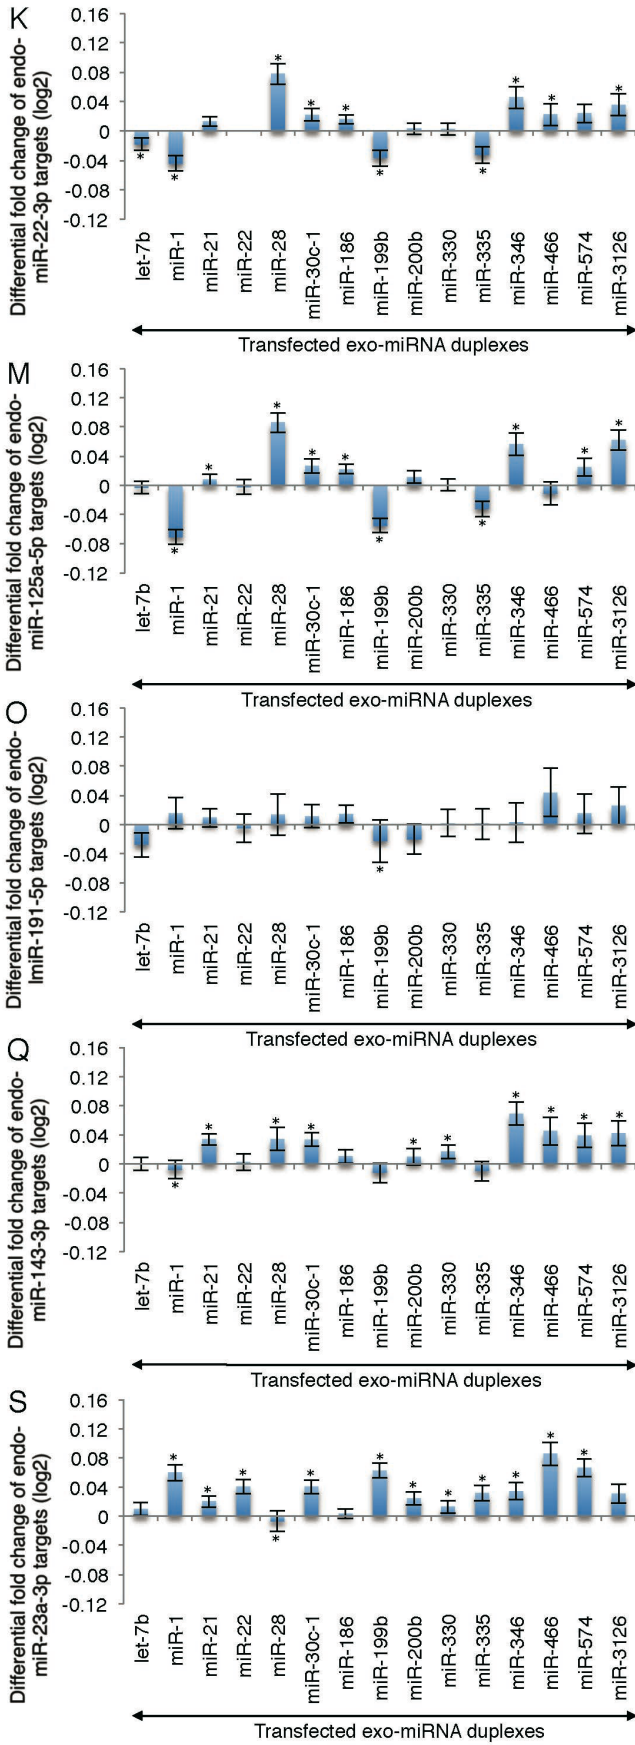 K
Differential fold change of endo-
miR-22-3p targets (log2)
0.16
0.12
0.08
0.04
0
-0.04
-0.08
-0.12
* * * * * * * * * *
let-7b miR-1 miR-21 miR-22 miR-28 miR-30c-1 miR-186 miR-199b miR-200b miR-330 miR-335 miR-346 miR-466 miR-574 miR-3126
Transfected exo-miRNA duplexes
M
Differential fold change of endo-
miR-125a-5p targets (log2)
0.16
0.12
0.08
0.04
0
-0.04
-0.08
-0.12
* * * * * * * * * *
let-7b miR-1 miR-21 miR-22 miR-28 miR-30c-1 miR-186 miR-199b miR-200b miR-330 miR-335 miR-346 miR-466 miR-574 miR-3126
Transfected exo-miRNA duplexes
O
Differential fold change of endo-
lmiR-191-5p targets (log2)
0.16
0.12
0.08
0.04
0
-0.04
-0.08
-0.12
*
let-7b miR-1 miR-21 miR-22 miR-28 miR-30c-1 miR-186 miR-199b miR-200b miR-330 miR-335 miR-346 miR-466 miR-574 miR-3126
Transfected exo-miRNA duplexes
Q
Differential fold change of endo-
miR-143-3p targets (log2)
0.16
0.12
0.08
0.04
0
-0.04
-0.08
-0.12
* * * * * * * * * *
let-7b miR-1 miR-21 miR-22 miR-28 miR-30c-1 miR-186 miR-199b miR-200b miR-330 miR-335 miR-346 miR-466 miR-574 miR-3126
Transfected exo-miRNA duplexes
S
Differential fold change of endo-
miR-23a-3p targets (log2)
0.16
0.12
0.08
0.04
0
-0.04
-0.08
-0.12
* * * * * * * * * * * *
let-7b miR-1 miR-21 miR-22 miR-28 miR-30c-1 miR-186 miR-199b miR-200b miR-330 miR-335 miR-346 miR-466 miR-574 miR-3126
Transfected exo-miRNA duplexes